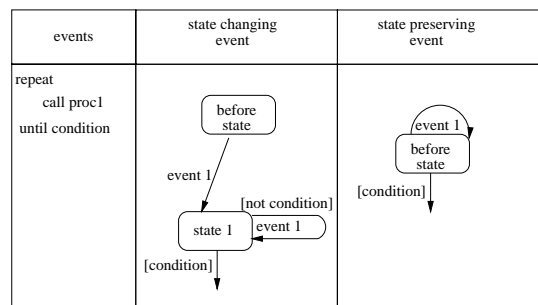 events
state changing
event
state preserving
event
repeat
call proc1
until condition
before
state
event 1
[not condition]
state 1
event 1
[condition]
event 1
before
state
[condition]